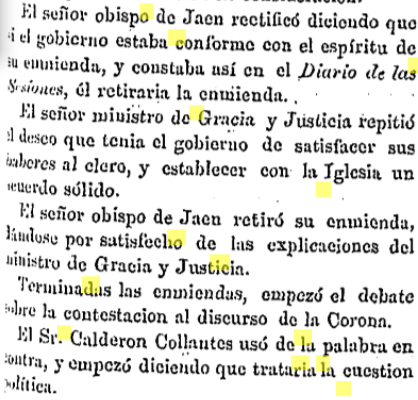 El señor obispo de Jaen rectificó diciendo que
si el gobierno estaba conforme con el espíritu de
su enmienda, y constaba así en el Diario de las
Sesiones, él retiraria la enmienda.
El señor ministro de Gracia y Justicia repitió
el deseo que tenia el gobierno de satisfacer sus
haberes al clero, y establecer con la Iglesia un
acuerdo sólido.
El señor obispo de Jaen retiró su enmienda,
dándose por satisfecho de las explicaciones del
ministro de Gracia y Justicia.
Terminadas las enmiendas, empezó el debate
sobre la contestacion al discurso de la Corona.
El Sr. Calderon Collantes usó de la palabra en
contra, y empezó diciendo que trataria la cuestion
política.